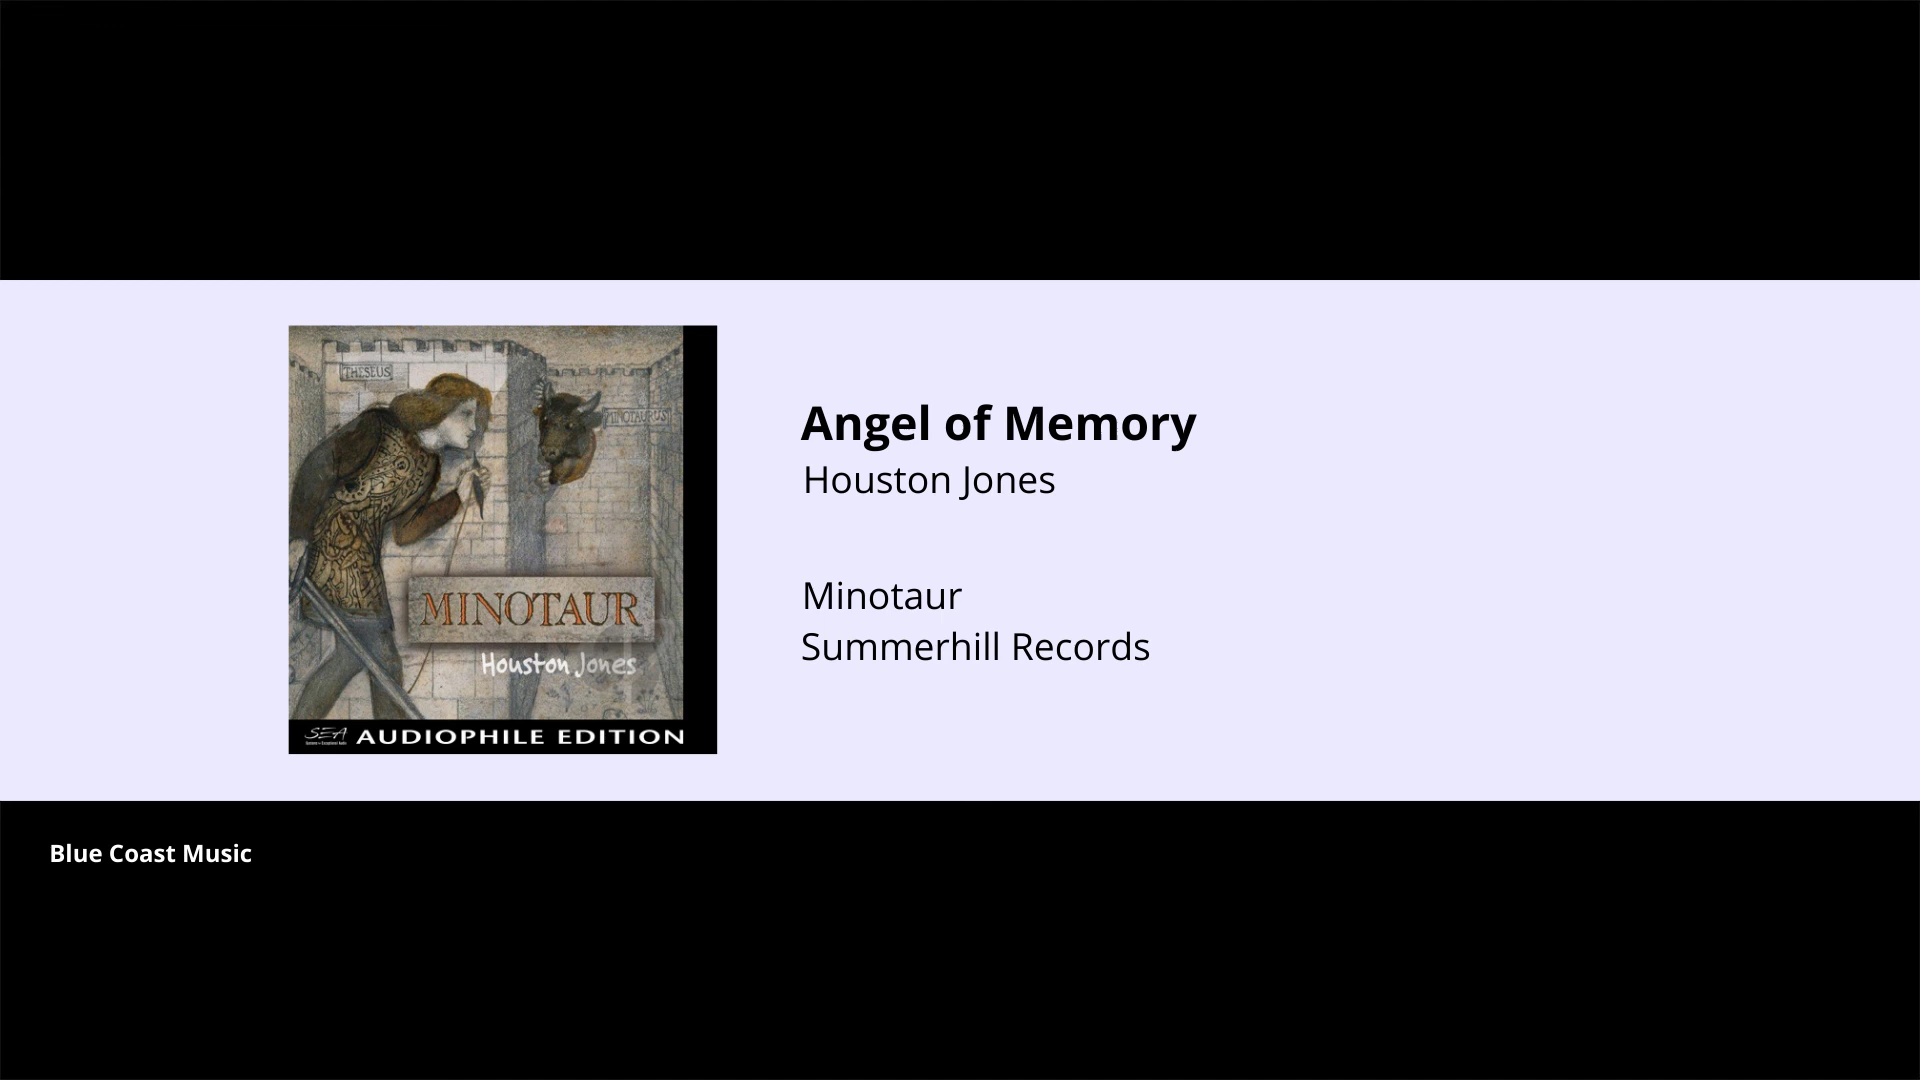 THESEUS
MINOTAURUS
MINOTAUR
Houston Jones
SEA
AUDIOPHILE EDITION
Angel of Memory
Houston Jones
Minotaur
Summerhill Records
Blue Coast Music